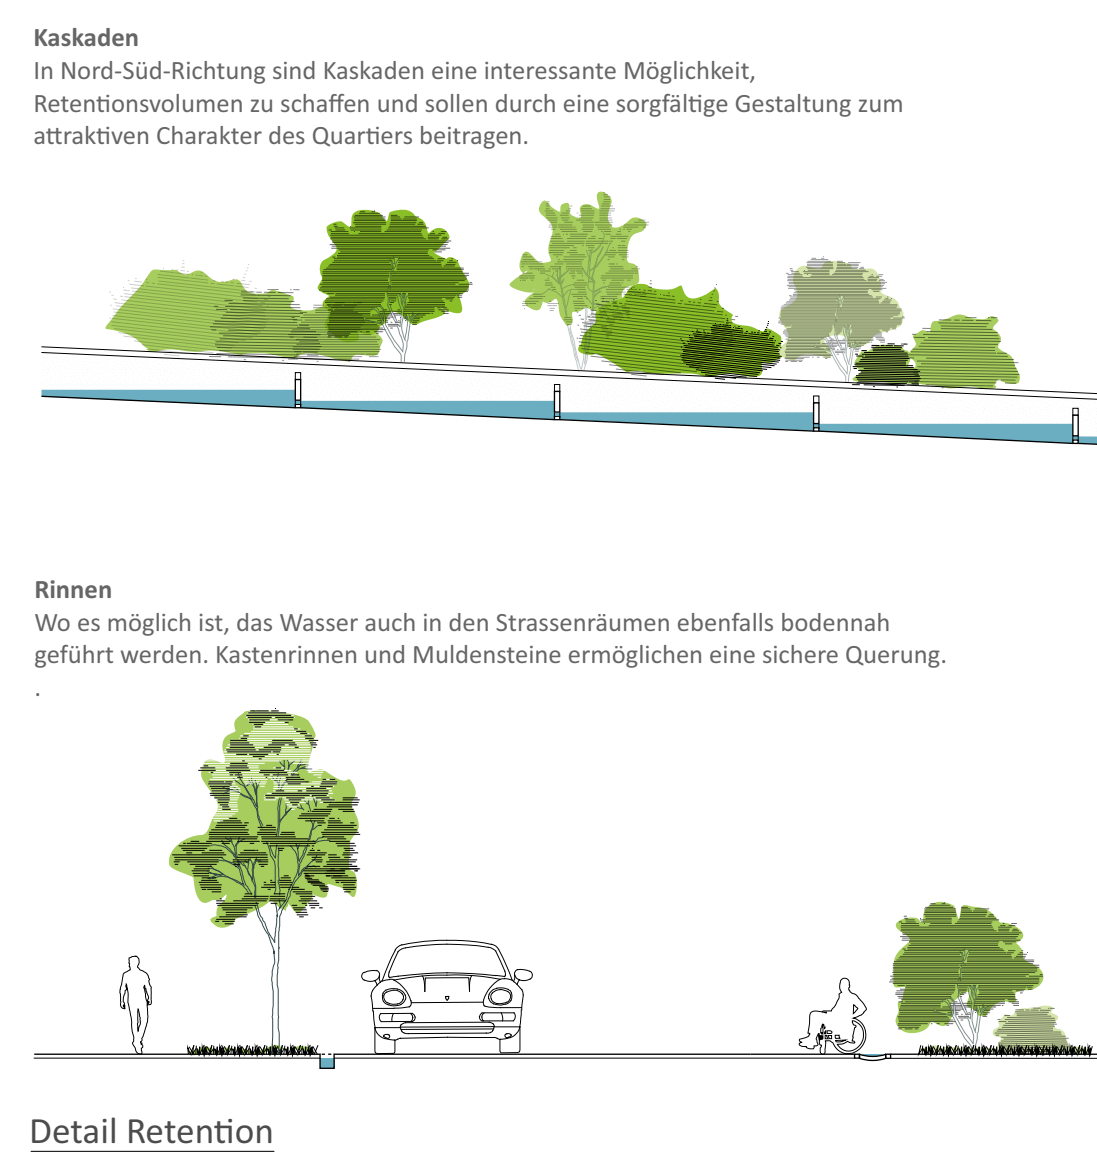 Kaskaden
In Nord-Süd-Richtung sind Kaskaden eine interessante Möglichkeit,
Retentionsvolumen zu schaffen und sollen durch eine sorgfältige Gestaltung zum
attraktiven Charakter des Quartiers beitragen.
Rinnen
Wo es möglich ist, das Wasser auch in den Strassenräumen ebenfalls bodennah
geführt werden. Kastenrinnen und Muldensteine ermöglichen eine sichere Querung.
.
Detail Retention